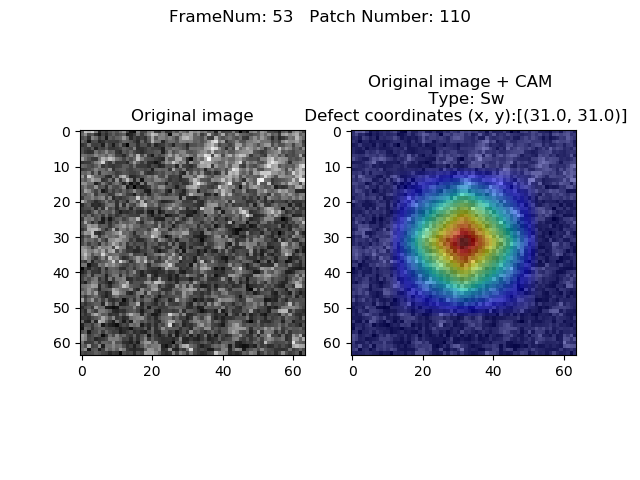 FrameNum: 53   Patch Number: 110
Original image
Original image + CAM
Type: Sw
Defect coordinates (x, y):[(31.0, 31.0)]
0
10
20
30
40
50
60
0 20 40 60
0
10
20
30
40
50
60
0 20 40 60